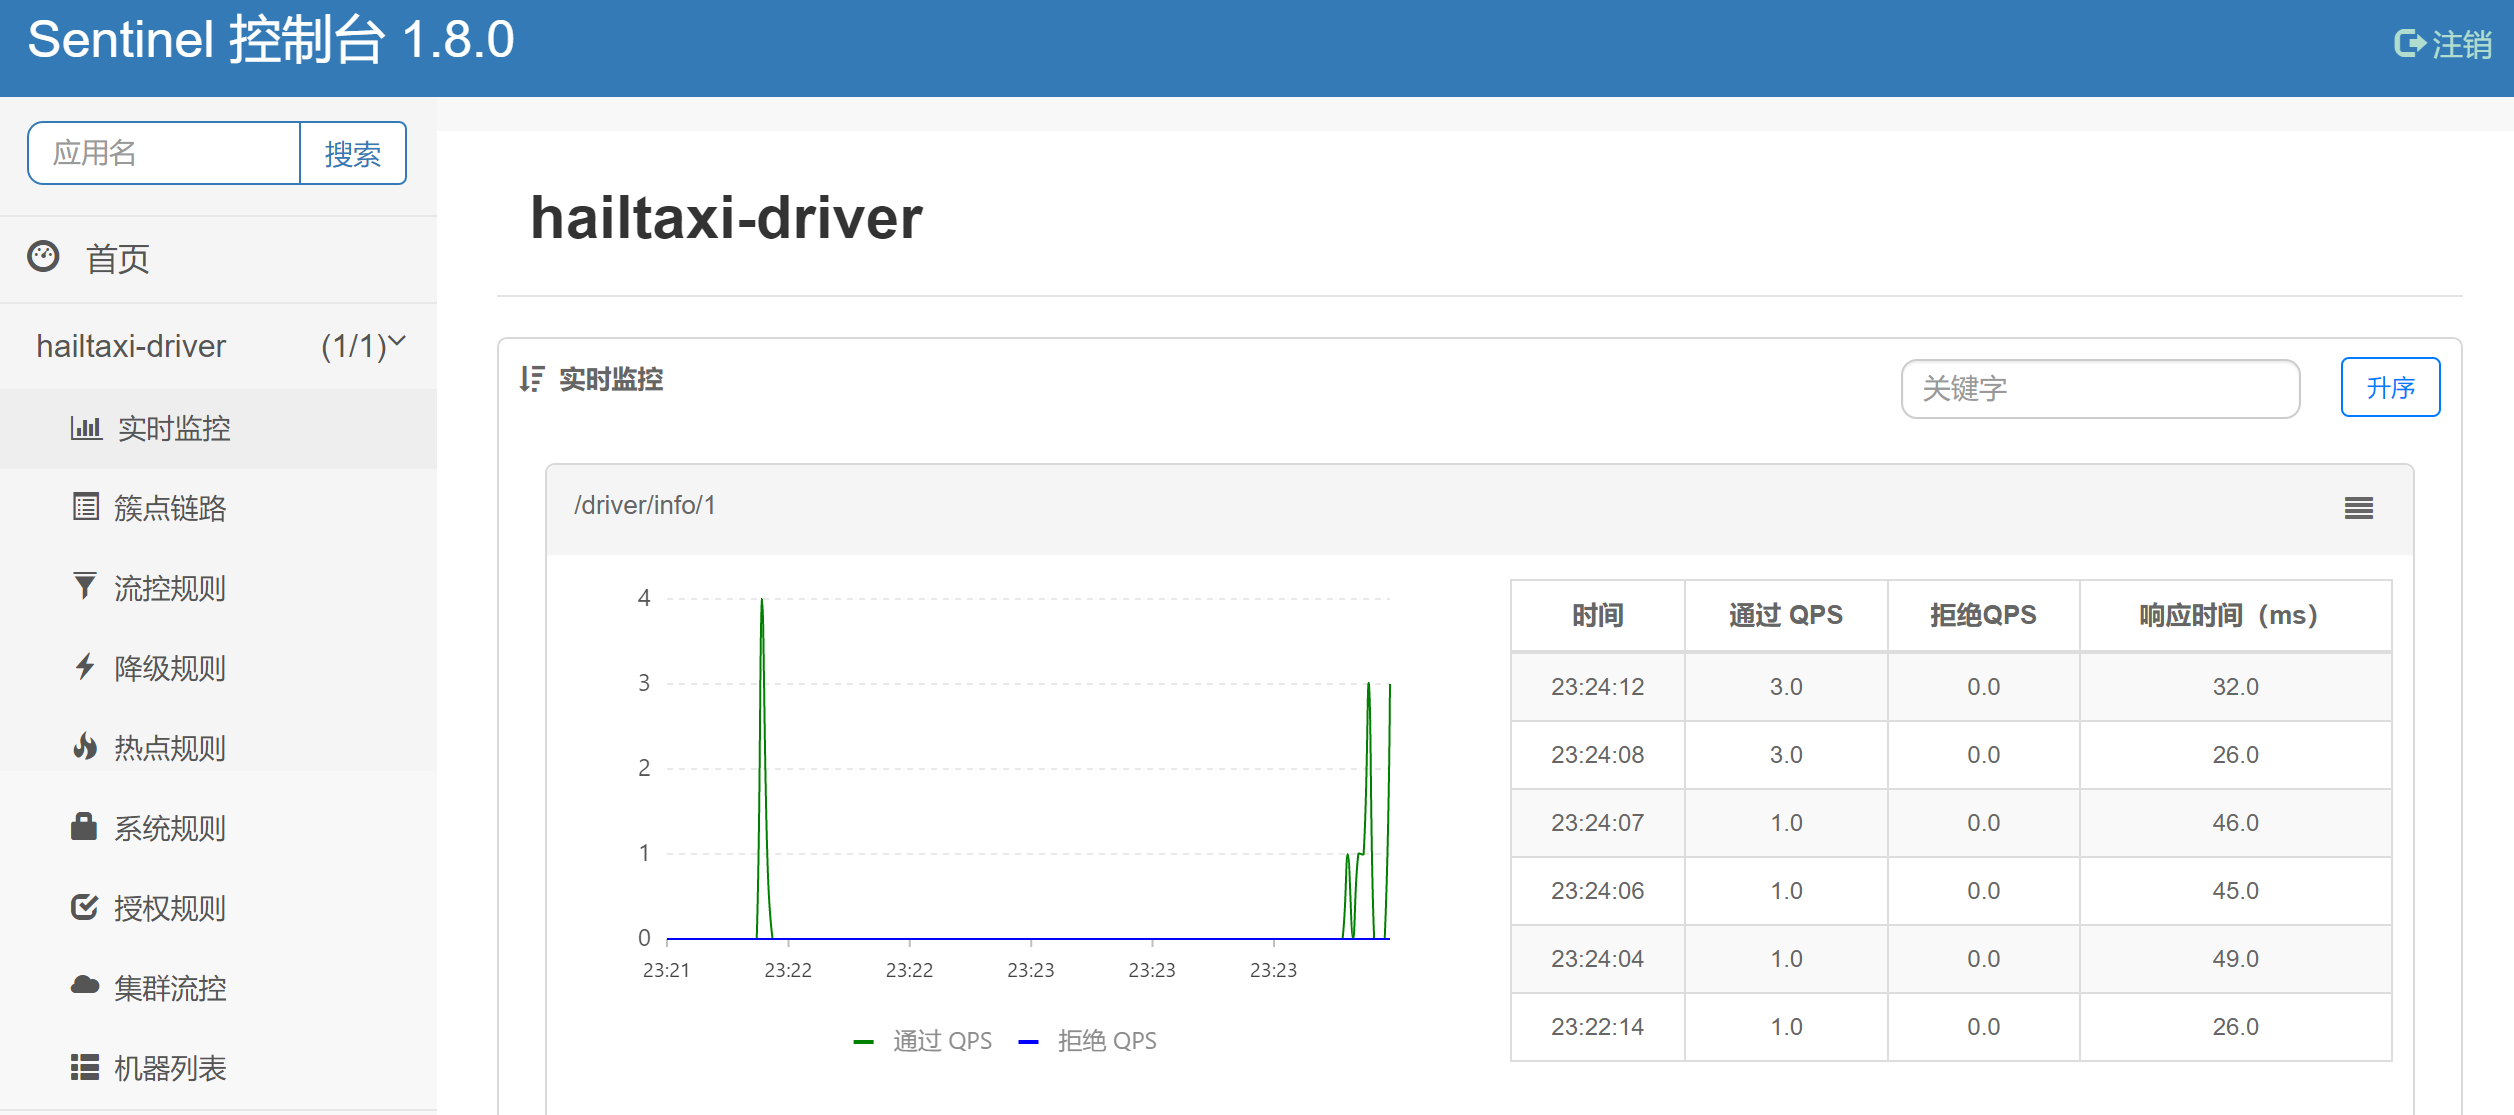 Sentinel 控制台 1.8.0
注销
应用名
搜索
首页
hailtaxi-driver (1/1)
实时监控
簇点链路
流控规则
降级规则
热点规则
系统规则
授权规则
集群流控
机器列表
hailtaxi-driver
实时监控
关键字
升序
/driver/info/1
4
3
2
1
0
23:21 23:22 23:22 23:23 23:23 23:23
通过 QPS 拒绝 QPS
时间 通过 QPS 拒绝QPS 响应时间（ms）
23:24:12 3.0 0.0 32.0
23:24:08 3.0 0.0 26.0
23:24:07 1.0 0.0 46.0
23:24:06 1.0 0.0 45.0
23:24:04 1.0 0.0 49.0
23:22:14 1.0 0.0 26.0